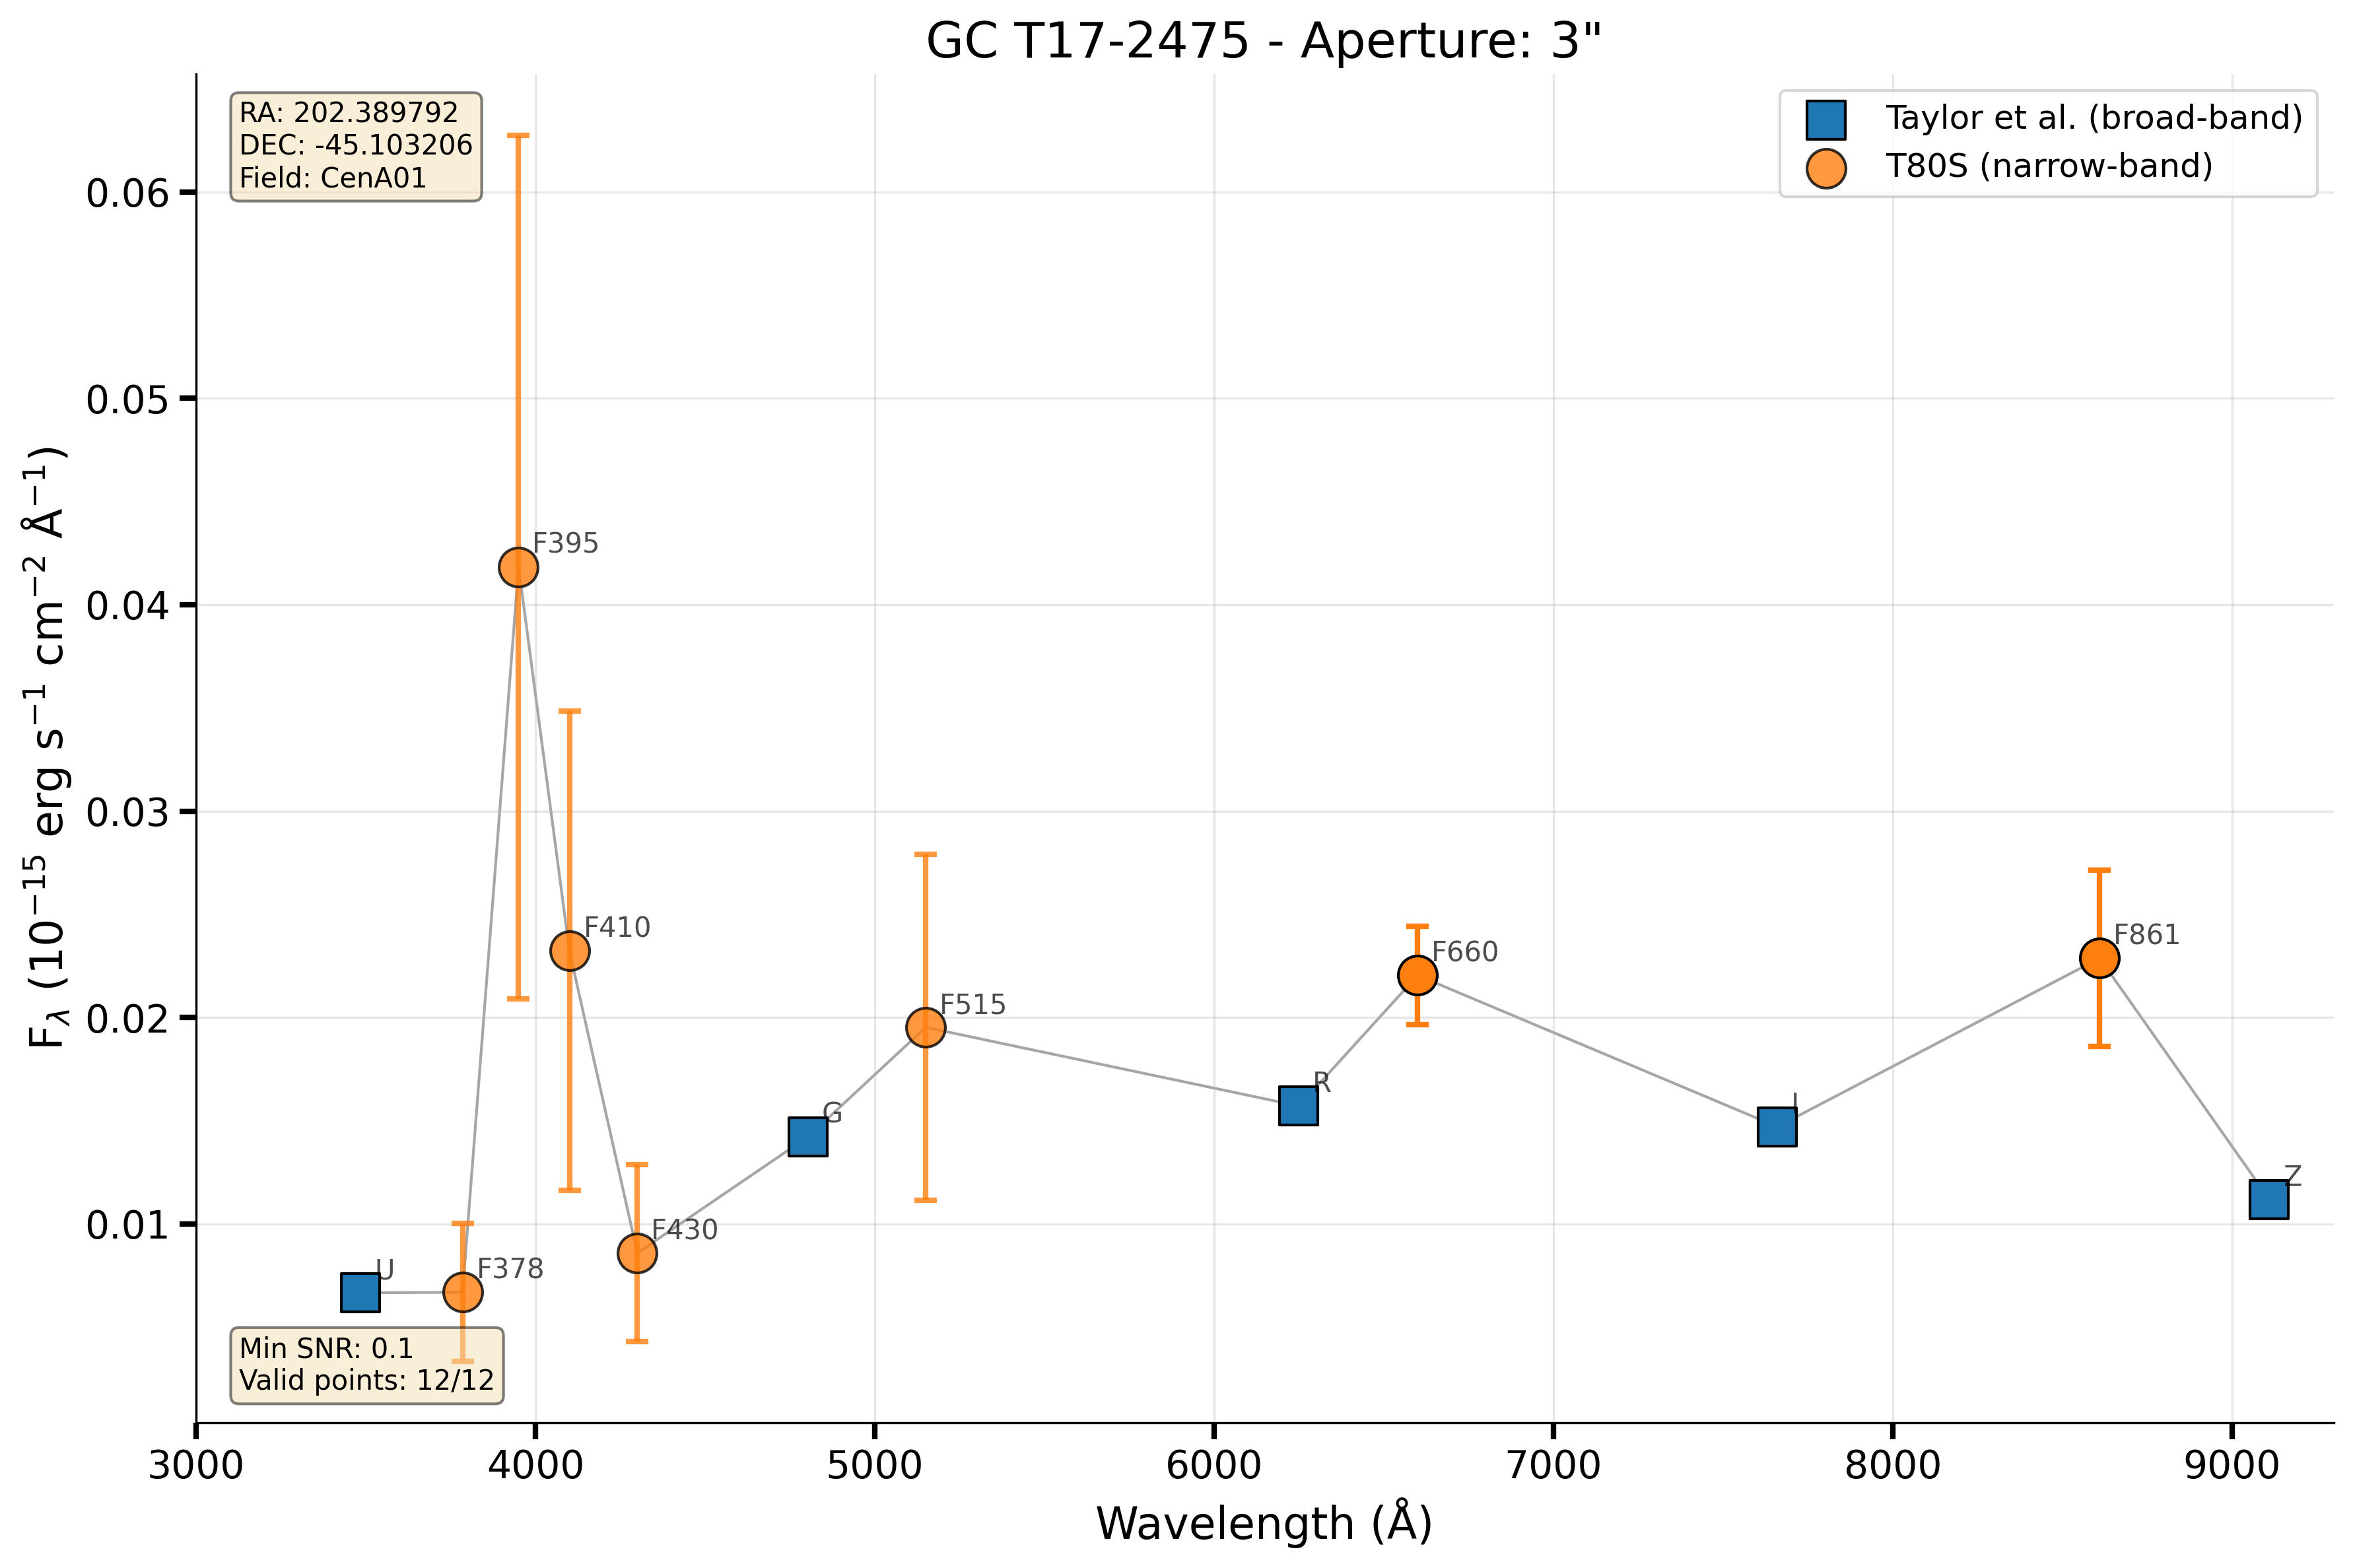 GC T17-2475 - Aperture: 3"
RA: 202.389792
DEC: -45.103206
Field: CenA01
Taylor et al. (broad-band)
T80S (narrow-band)
0.06
0.05
0.04
0.03
0.02
0.01
F_λ (10⁻¹⁵ erg s⁻¹ cm⁻² Å⁻¹)
F395
F410
F515
F660
F861
R
G
I
Z
F430
U
F378
Min SNR: 0.1
Valid points: 12/12
3000 4000 5000 6000 7000 8000 9000
Wavelength (Å)